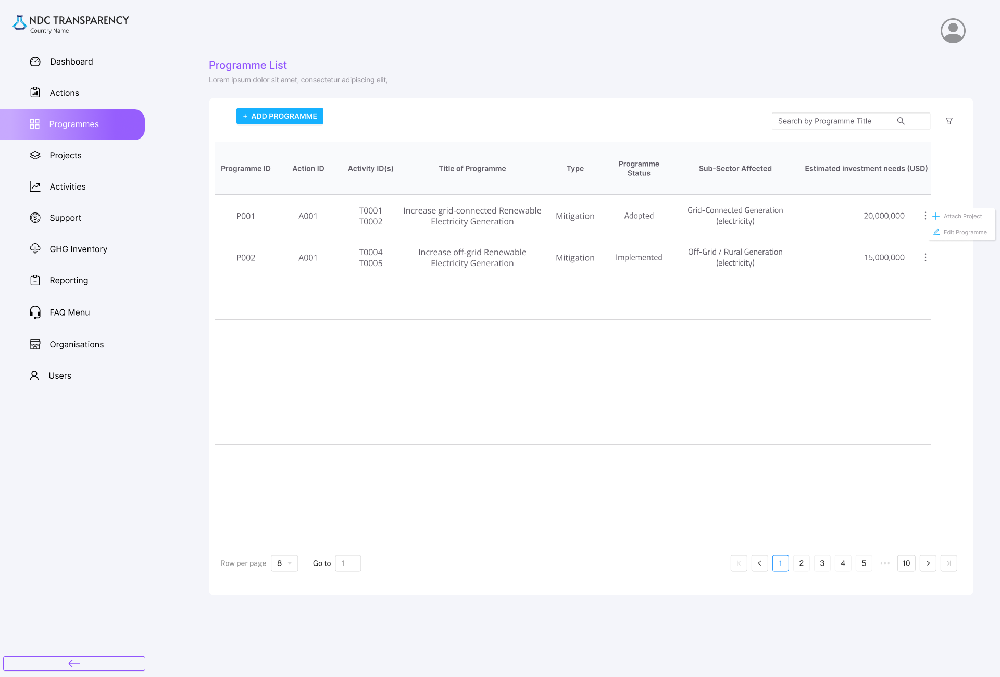 NDC TRANSPARENCY
Country Name
Dashboard
Actions
Programmes
Projects
Activities
Support
GHG Inventory
Reporting
FAQ Menu
Organisations
Users
Programme List
Lorem ipsum dolor sit amet, consectetur adipiscing elit,
+ ADD PROGRAMME
Search by Programme Title
Programme ID
Action ID
Activity ID(s)
Title of Programme
Type
Programme
Status
Sub-Sector Affected
Estimated investment needs (USD)
P001
A001
T0001
T0002
Increase grid-connected Renewable
Electricity Generation
Mitigation
Adopted
Grid-Connected Generation
(electricity)
20,000,000
Attach Project
Edit Programme
P002
A001
T0004
T0005
Increase off-grid Renewable
Electricity Generation
Mitigation
Implemented
Off-Grid / Rural Generation
(electricity)
15,000,000
Row per page 8
Go to 1
1 2 3 4 5 ••• 10